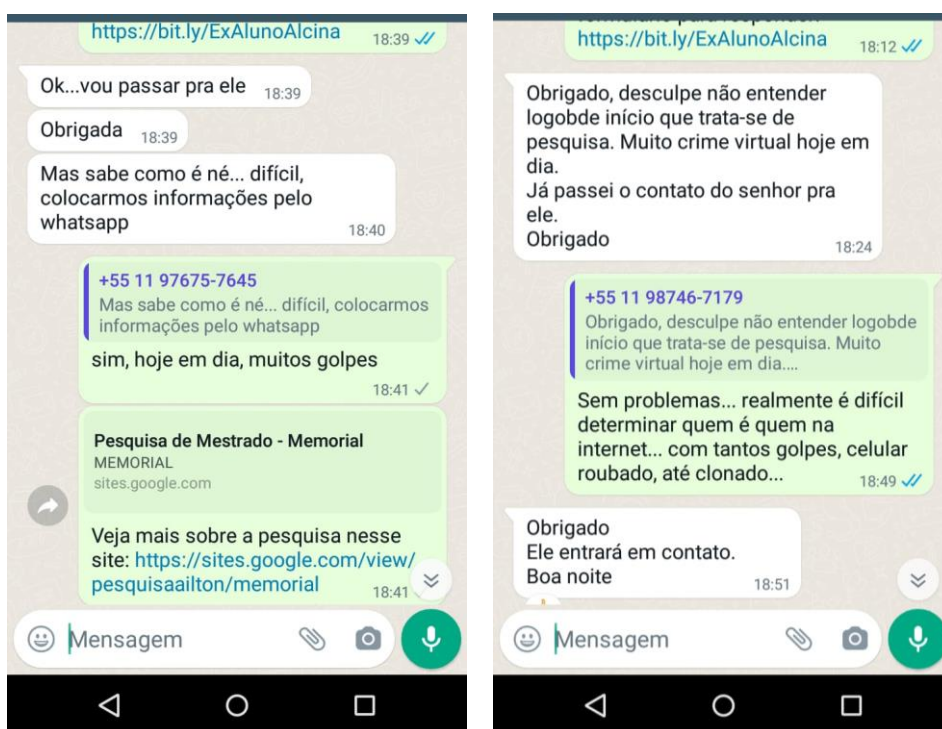 https://bit.ly/ExAlunoAlcina 18:39
Ok...vou passar pra ele 18:39
Obrigada 18:39
Mas sabe como é né... difícil,
colocarmos informações pelo
whatsapp 18:40
+55 11 97675-7645
Mas sabe como é né... difícil, colocarmos
informações pelo whatsapp
sim, hoje em dia, muitos golpes
18:41
Pesquisa de Mestrado - Memorial
MEMORIAL
sites.google.com
Veja mais sobre a pesquisa nesse
site: https://sites.google.com/view/
pesquisaailton/memorial 18:41
Mensagem
https://bit.ly/ExAlunoAlcina 18:12
Obrigado, desculpe não entender
logobde início que trata-se de
pesquisa. Muito crime virtual hoje em
dia.
Já passei o contato do senhor pra
ele.
Obrigado 18:24
+55 11 98746-7179
Obrigado, desculpe não entender logobde
início que trata-se de pesquisa. Muito
crime virtual hoje em dia....
Sem problemas... realmente é difícil
determinar quem é quem na
internet... com tantos golpes, celular
roubado, até clonado... 18:49
Obrigado
Ele entrará em contato.
Boa noite 18:51
Mensagem